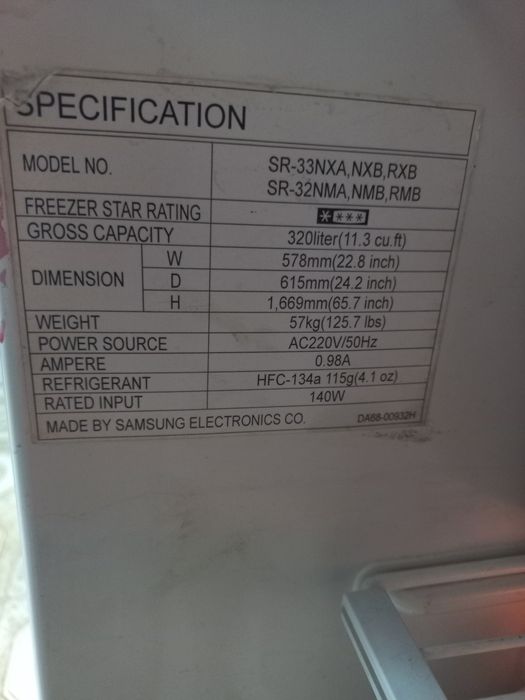 SPECIFICATION
MODEL NO. SR-33NXA,NXB,RXB
SR-32NMA,NMB,RMB
FREEZER STAR RATING ****
GROSS CAPACITY 320liter(11.3 cu.ft)
W 578mm(22.8 inch)
DIMENSION D 615mm(24.2 inch)
H 1,669mm(65.7 inch)
WEIGHT 57kg(125.7 lbs)
POWER SOURCE AC220V/50Hz
AMPERE 0.98A
REFRIGERANT HFC-134a 115g(4.1 oz)
RATED INPUT 140W
MADE BY SAMSUNG ELECTRONICS CO. DA68-00932H